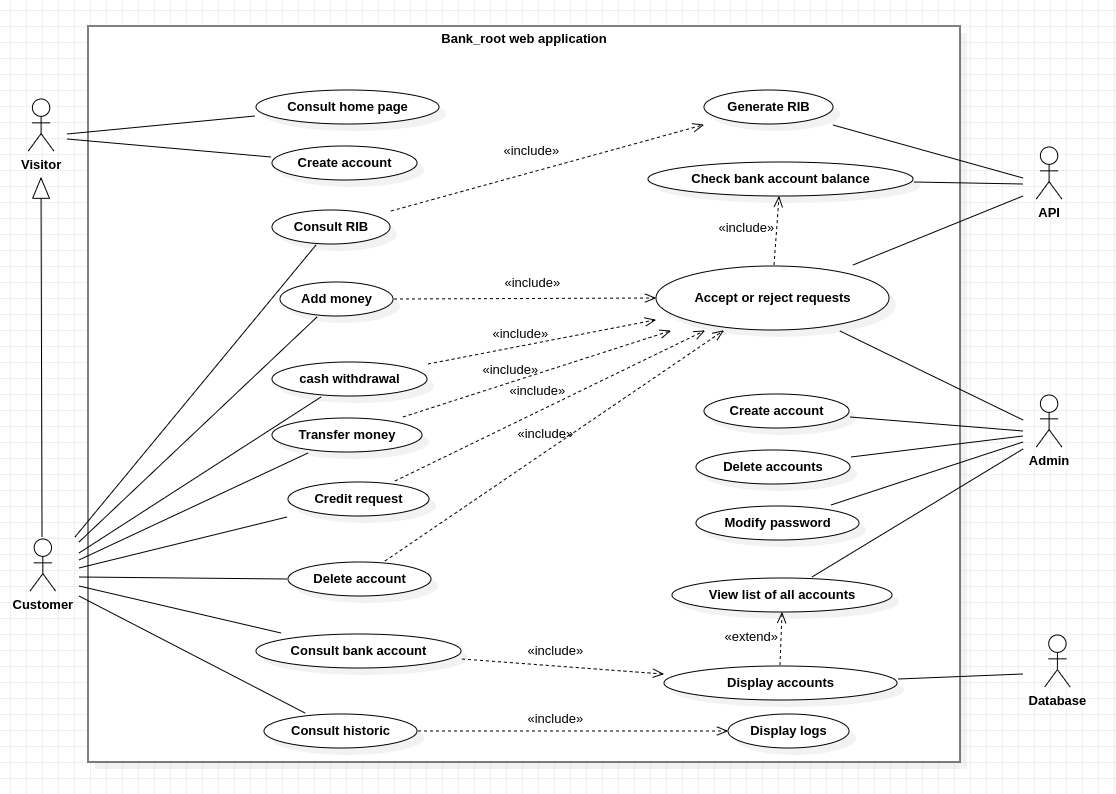 Bank_root web application
Consult home page
Generate RIB
Visitor
Create account
«include»
Check bank account balance
API
Consult RIB
«include»
Add money
«include»
Accept or reject requests
«include»
cash withdrawal
«include»
«include»
Transfer money
«include»
Create account
Admin
Delete accounts
Credit request
Modify password
Customer
Delete account
View list of all accounts
«extend»
Consult bank account
«include»
Display accounts
Database
Consult historic
«include»
Display logs